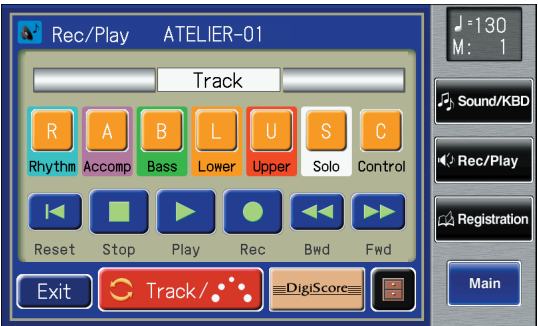 Rec/Play ATELIER-01
Track
R A B L U S C
Rhythm Accomp Bass Lower Upper Solo Control
Reset Stop Play Rec Bwd Fwd
Exit Track/ DigiScore
♩=130
M: 1
Sound/KBD
Rec/Play
Registration
Main